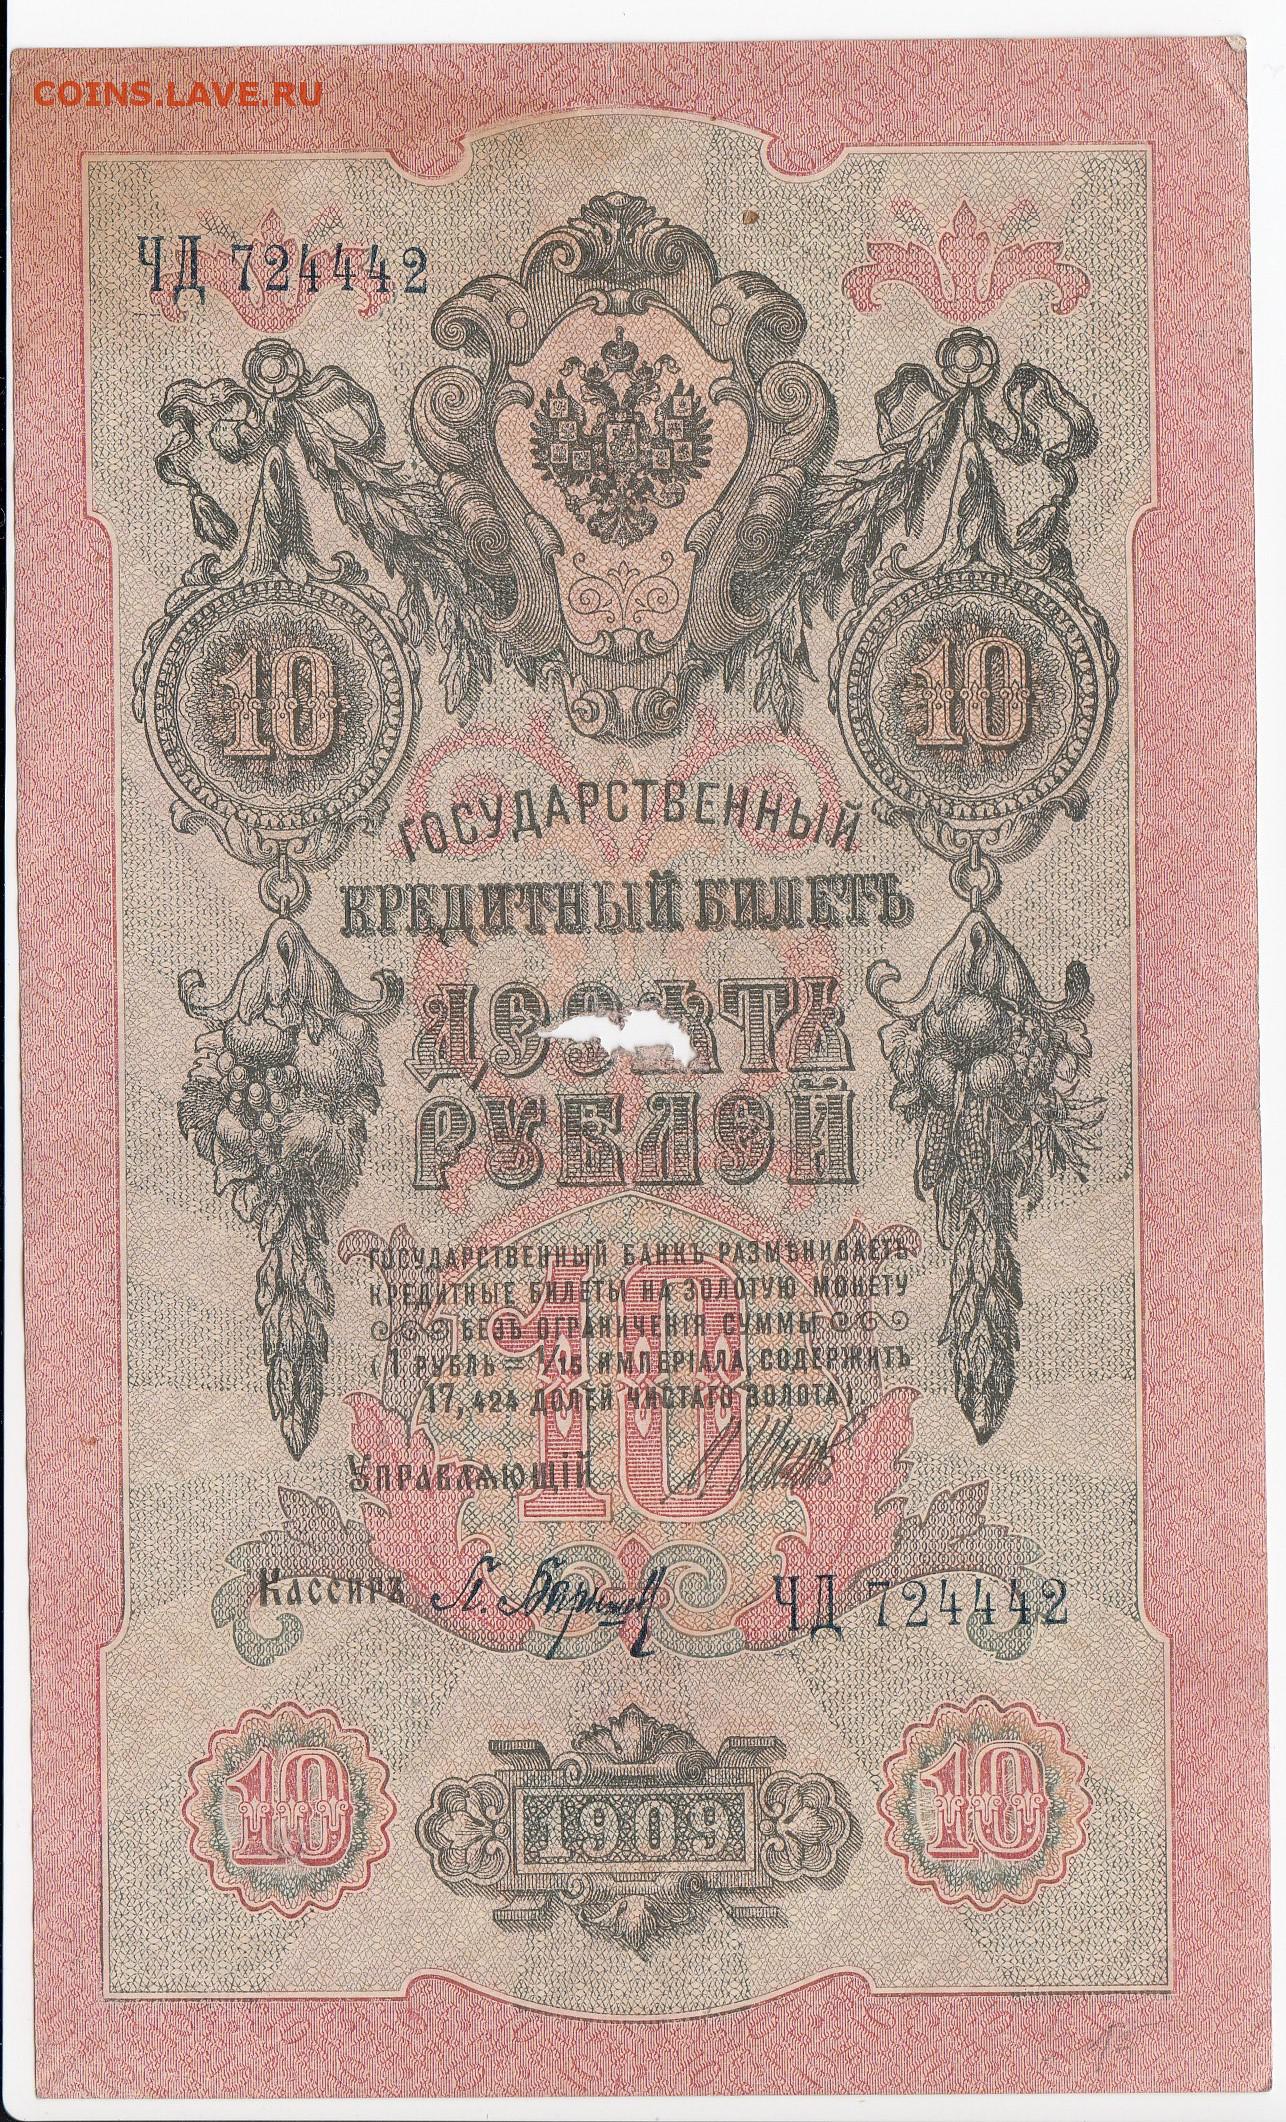 COINS.LAVE.RU
ЧД 724442
10 10
ГОСУДАРСТВЕННЫЙ
КРЕДИТНЫЙ БИЛЕТЪ
РУБЛЕЙ
ГОСУДАРСТВЕННЫЙ БАНКЪ РАЗМѢНИВАЕТЪ
КРЕДИТНЫЕ БИЛЕТЫ НА ЗОЛОТУЮ МОНЕТУ
БЕЗЪ ОГРАНИЧЕНІЯ СУММЫ
(1 РУБЛЬ = 1/15 ИМПЕРІАЛА, СОДЕРЖИТЪ
17,424 ДОЛЕЙ ЧИСТАГО ЗОЛОТА).
10
УПРАВЛЯЮЩІЙ
КАССИРЪ
ЧД 724442
10 1909 10